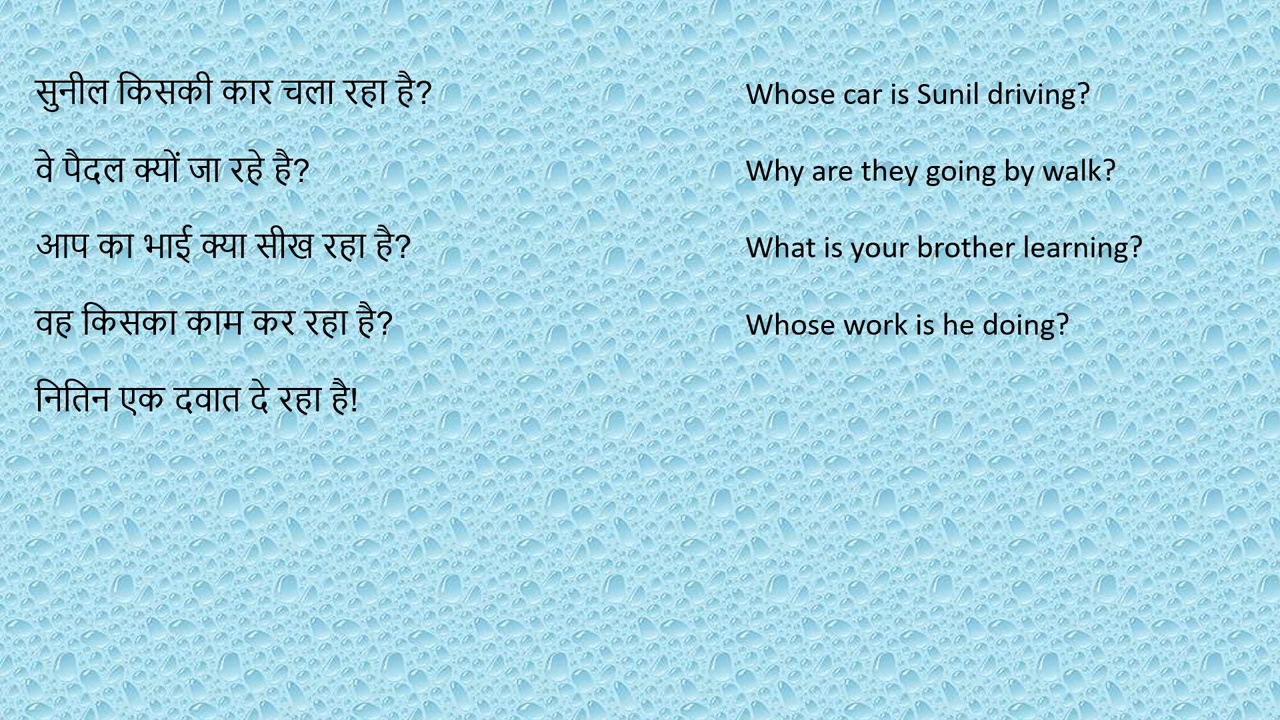 सुनील किसकी कार चला रहा है? Whose car is Sunil driving?
वे पैदल क्यों जा रहे है? Why are they going by walk?
आप का भाई क्या सीख रहा है? What is your brother learning?
वह किसका काम कर रहा है? Whose work is he doing?
नितिन एक दवात दे रहा है!